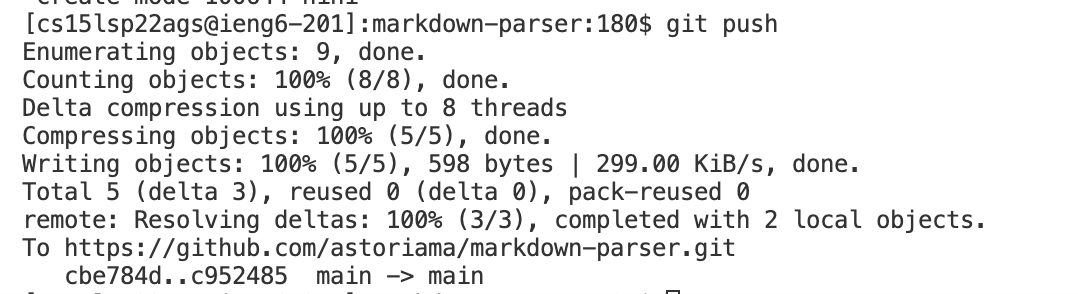 [cs15lsp22ags@ieng6-201]:markdown-parser:180$ git push
Enumerating objects: 9, done.
Counting objects: 100% (8/8), done.
Delta compression using up to 8 threads
Compressing objects: 100% (5/5), done.
Writing objects: 100% (5/5), 598 bytes | 299.00 KiB/s, done.
Total 5 (delta 3), reused 0 (delta 0), pack-reused 0
remote: Resolving deltas: 100% (3/3), completed with 2 local objects.
To https://github.com/astoriama/markdown-parser.git
   cbe784d..c952485  main -> main